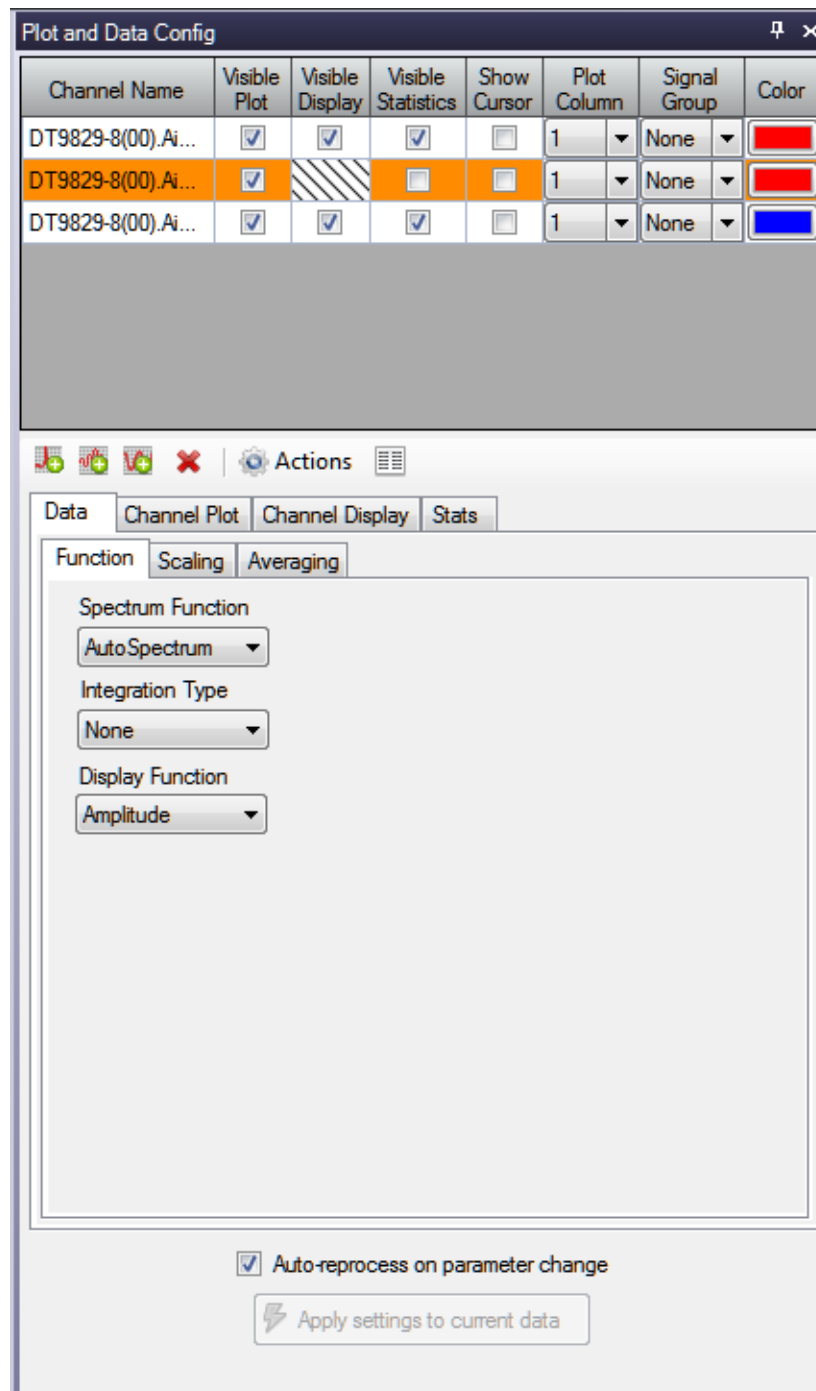 Plot and Data Config
Channel Name Visible Plot Visible Display Visible Statistics Show Cursor Plot Column Signal Group Color
DT9829-8(00).Ai... 1 None
DT9829-8(00).Ai... 1 None
DT9829-8(00).Ai... 1 None
Actions
Data Channel Plot Channel Display Stats
Function Scaling Averaging
Spectrum Function
AutoSpectrum
Integration Type
None
Display Function
Amplitude
Auto-reprocess on parameter change
Apply settings to current data